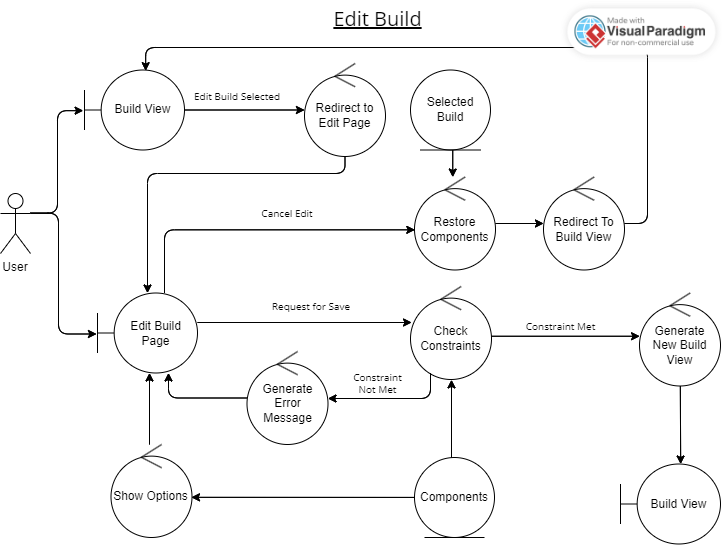 Edit Build
Made with
VisualParadigm
For non-commercial use
Build View
Edit Build Selected
Redirect to
Edit Page
Selected
Build
User
Cancel Edit
Restore
Components
Redirect To
Build View
Edit Build
Page
Request for Save
Check
Constraints
Constraint Met
Generate
New Build
View
Constraint
Not Met
Generate
Error
Message
Show Options
Components
Build View